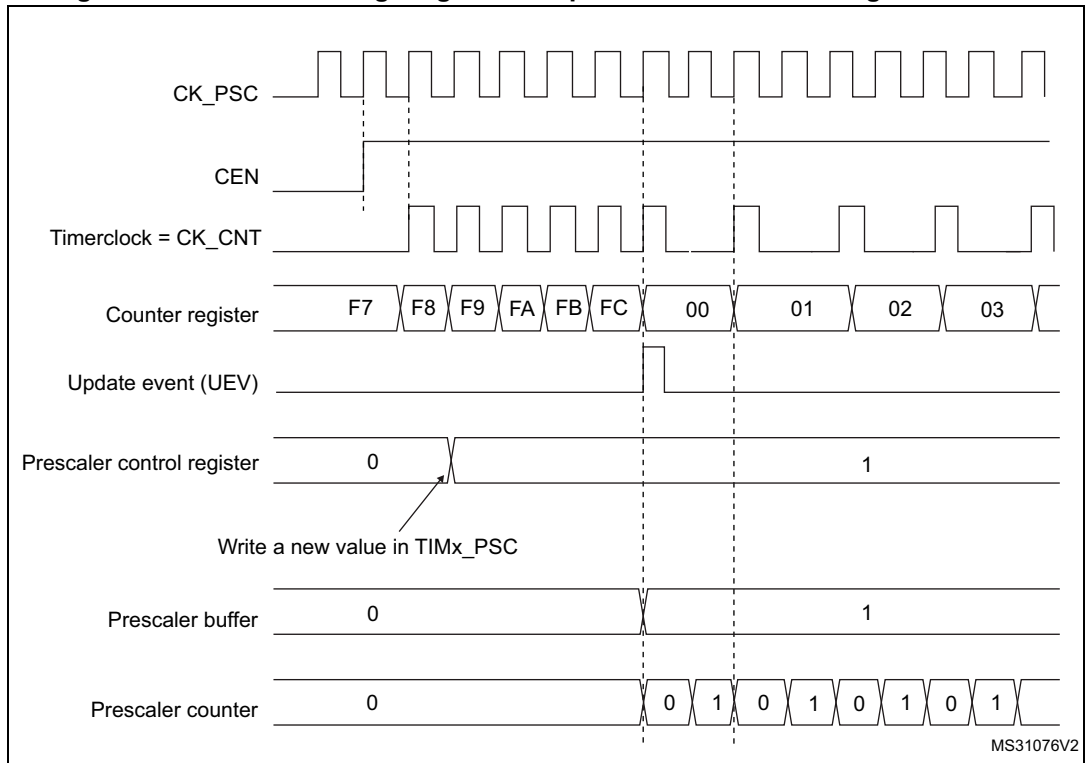 CK_PSC
CEN
Timerclock = CK_CNT
Counter register F7 F8 F9 FA FB FC 00 01 02 03
Update event (UEV)
Prescaler control register 0 1
Write a new value in TIMx_PSC
Prescaler buffer 0 1
Prescaler counter 0 0 1 0 1 0 1 0 1
MS31076V2